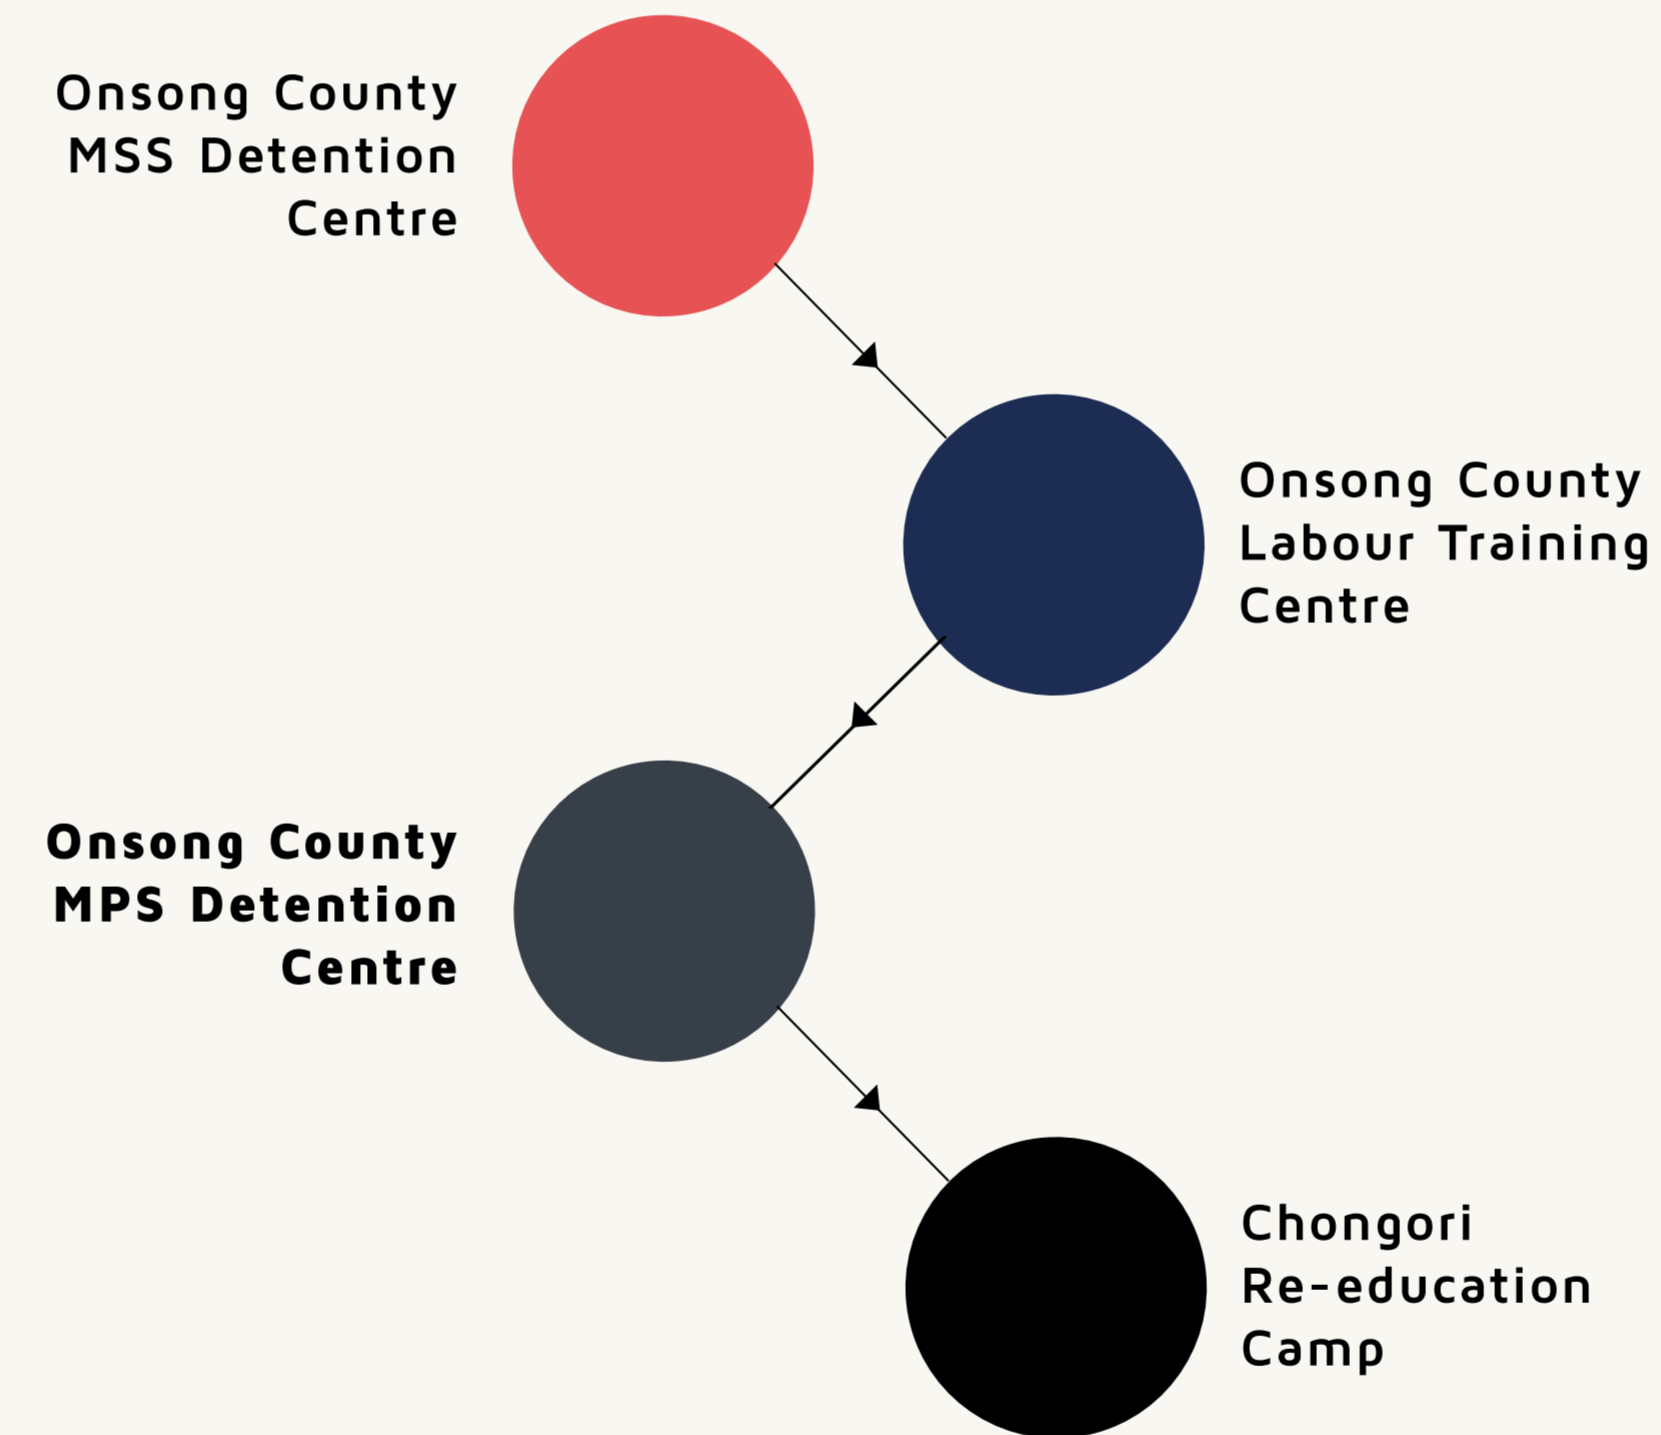 Onsong County
MSS Detention
Centre
Onsong County
Labour Training
Centre
Onsong County
MPS Detention
Centre
Chongori
Re-education
Camp